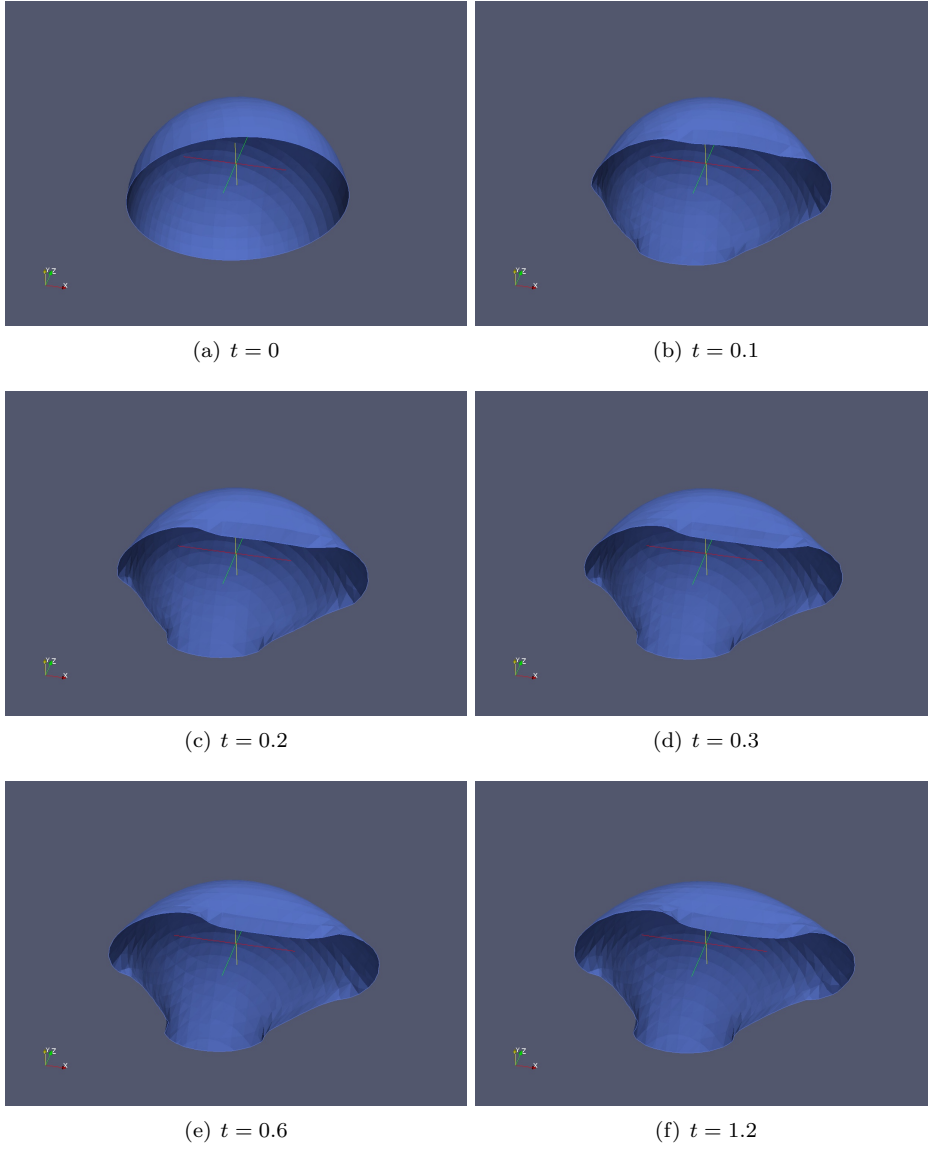 Y Z
X
Y Z
X
(a) t = 0
(b) t = 0.1
Y Z
X
Y Z
X
(c) t = 0.2
(d) t = 0.3
Y Z
X
Y Z
X
(e) t = 0.6
(f) t = 1.2